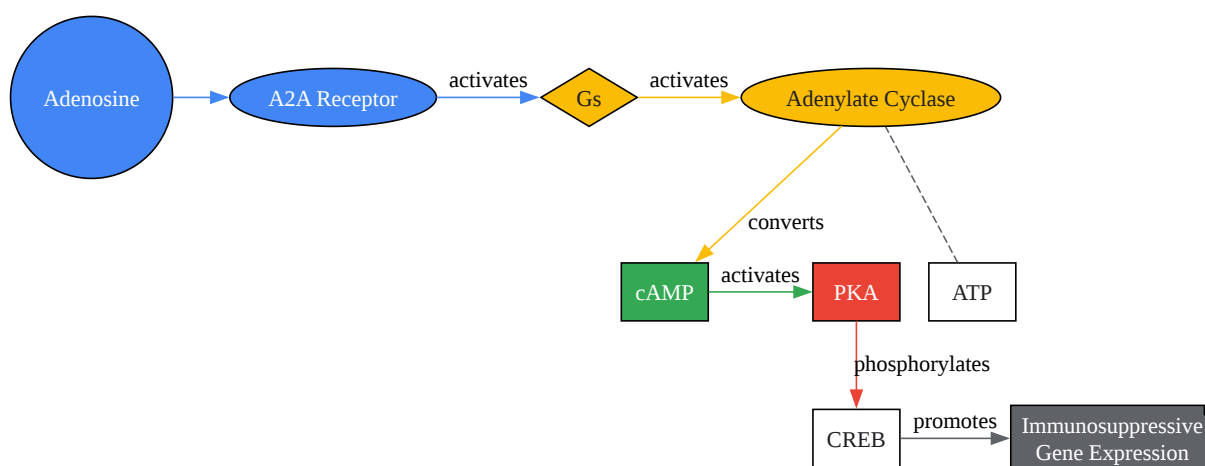 Adenosine
A2A Receptor
activates
Gs
activates
Adenylate Cyclase
converts
cAMP
activates
PKA
ATP
phosphorylates
CREB
promotes
Immunosuppressive
Gene Expression